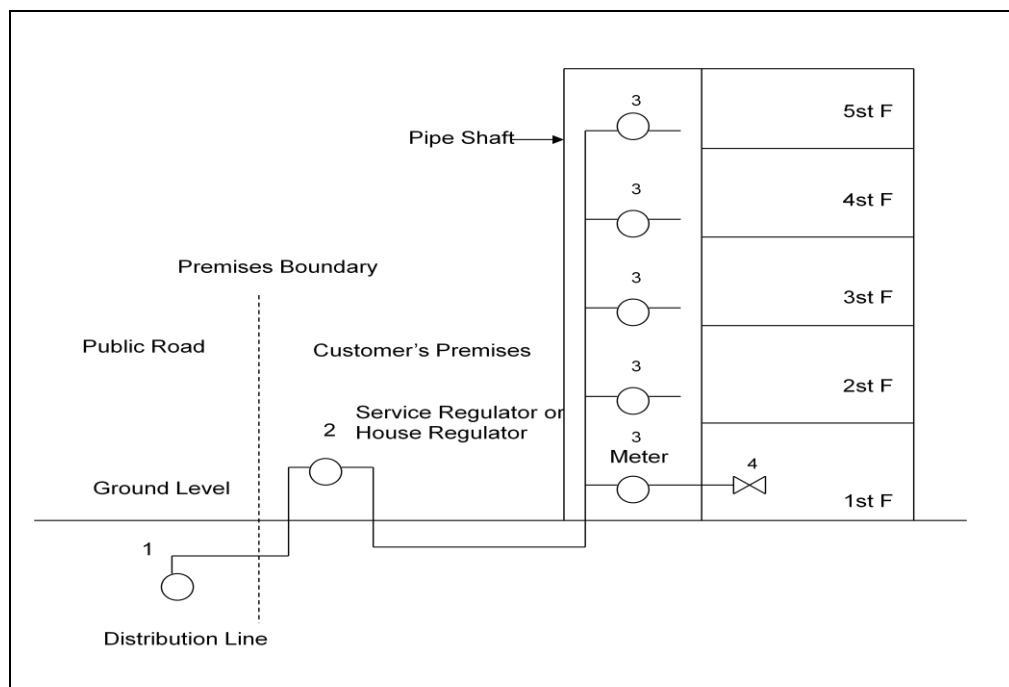 3
5st F
Pipe Shaft
3
4st F
Premises Boundary
3
3st F
Public Road
Customer's Premises
3
2st F
Service Regulator or
House Regulator
2
3
Meter
4
Ground Level
1st F
1
Distribution Line